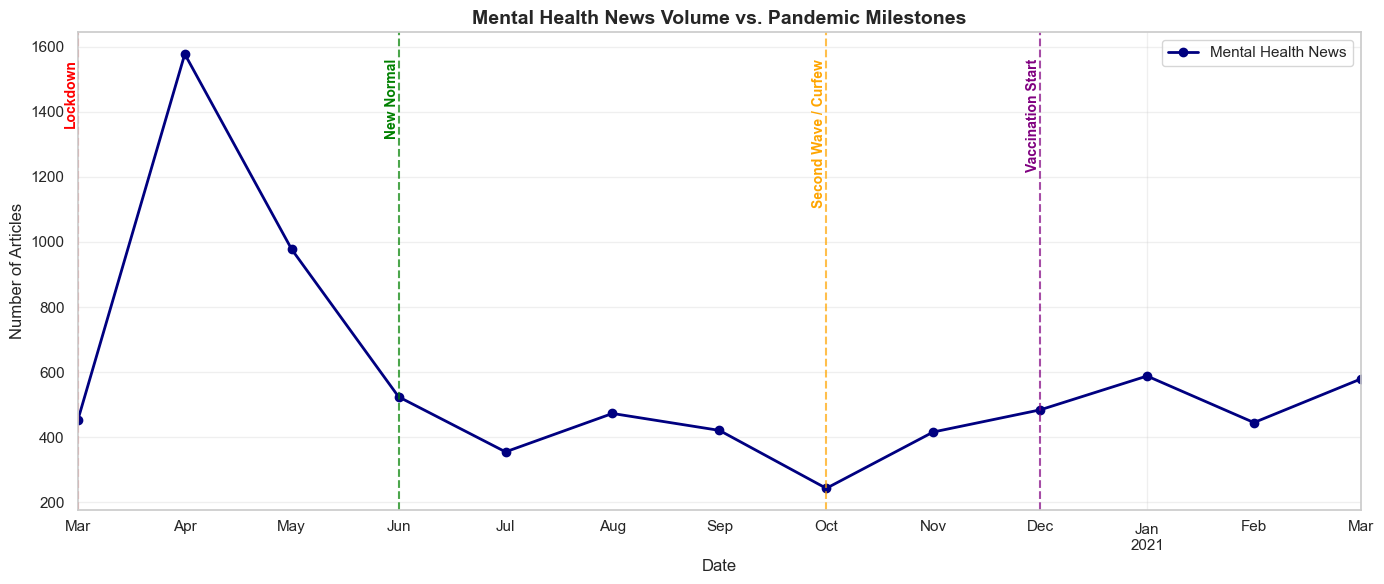 Mental Health News Volume vs. Pandemic Milestones
Mental Health News
Lockdown
New Normal
Second Wave / Curfew
Vaccination Start
Number of Articles
1600
1400
1200
1000
800
600
400
200
Mar Apr May Jun Jul Aug Sep Oct Nov Dec Jan Feb Mar
2021
Date